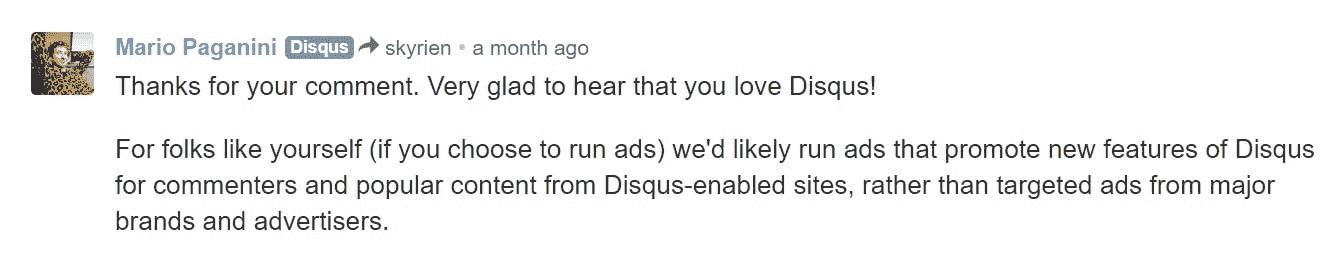 Mario Paganini Disqus skyrien • a month ago
Thanks for your comment. Very glad to hear that you love Disqus!
For folks like yourself (if you choose to run ads) we'd likely run ads that promote new features of Disqus
for commenters and popular content from Disqus-enabled sites, rather than targeted ads from major
brands and advertisers.